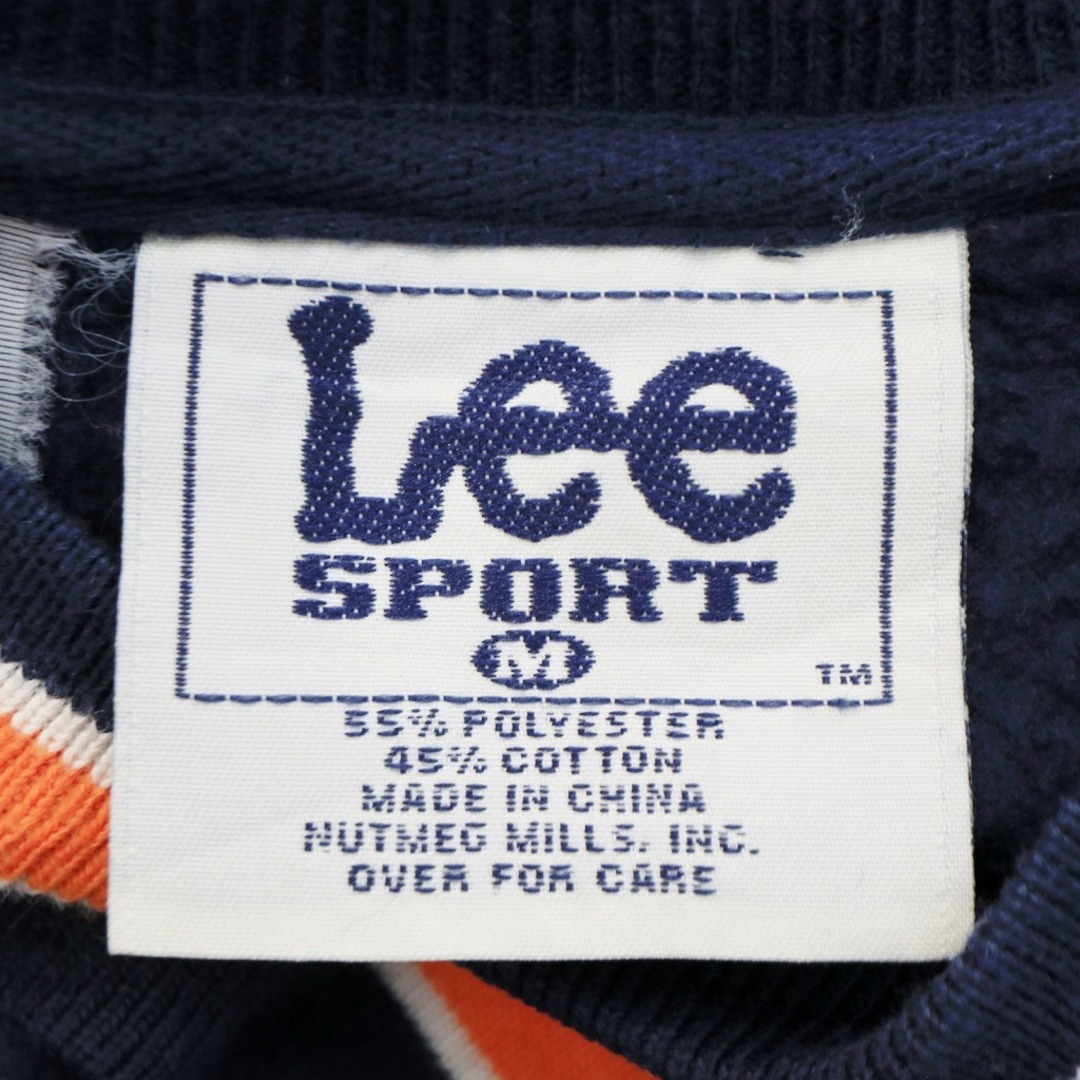 Lee
SPORT
M
TM
55% POLYESTER
45% COTTON
MADE IN CHINA
NUTMEG MILLS, INC.
OVER FOR CARE